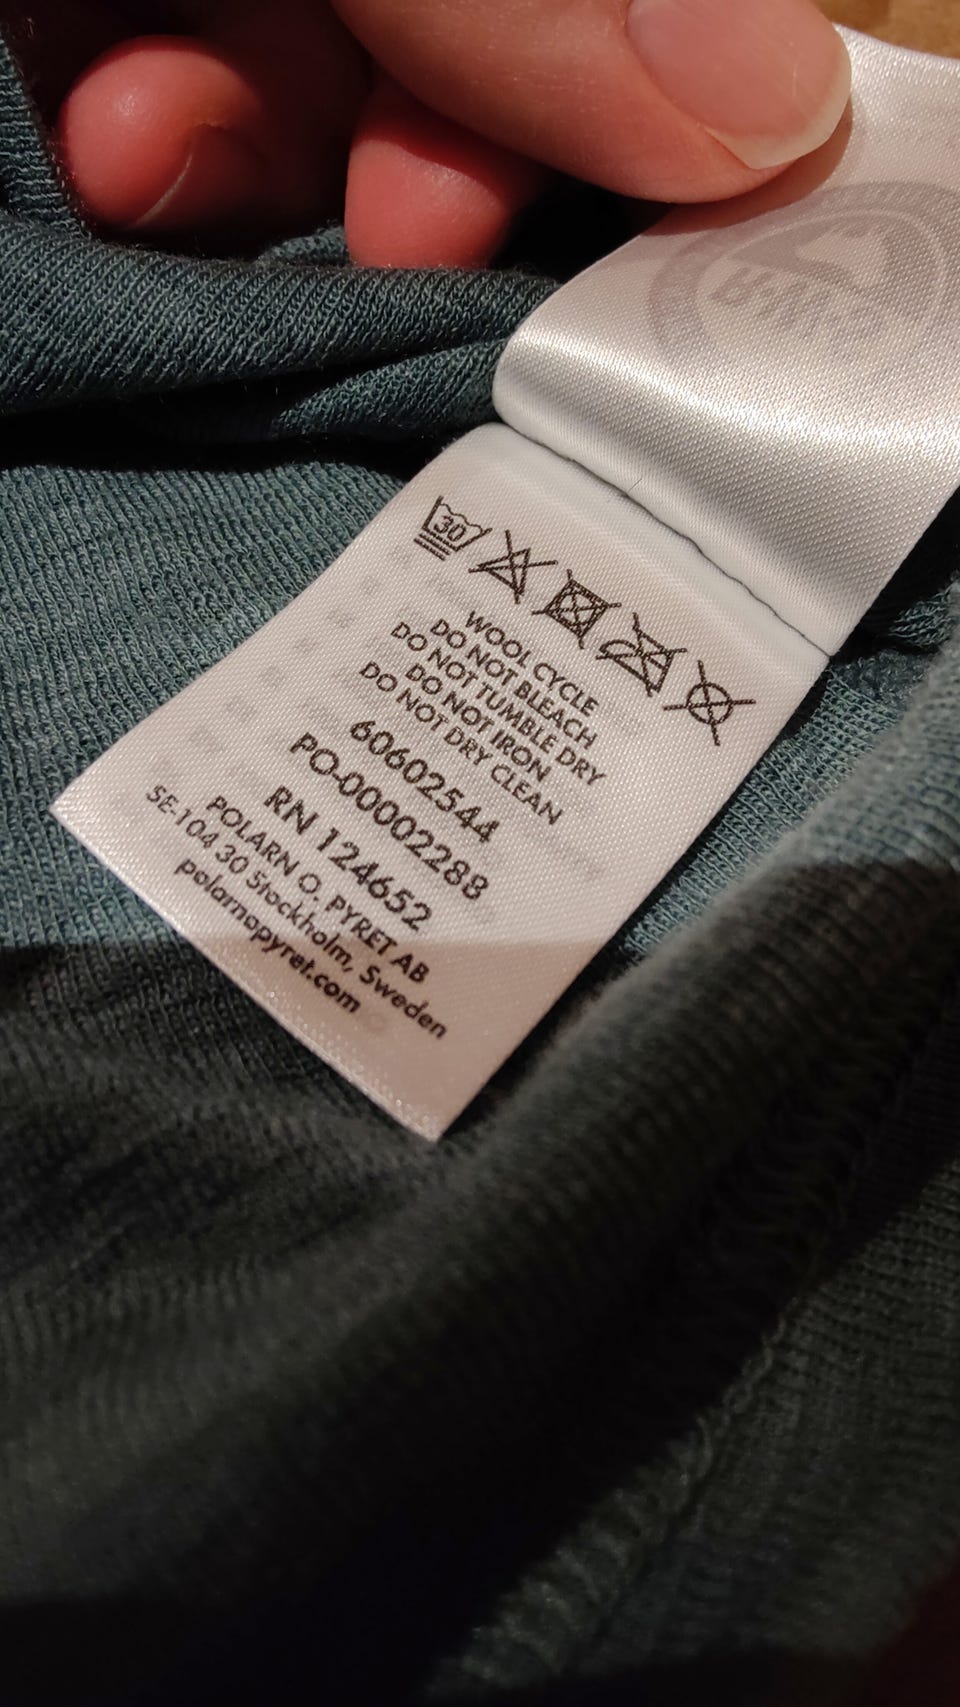 30
WOOL CYCLE
DO NOT BLEACH
DO NOT TUMBLE DRY
DO NOT IRON
DO NOT DRY CLEAN
60602544
PO-00002288
RN 124652
POLARN O. PYRET AB
SE-104 30 Stockholm, Sweden
polarnopyret.com